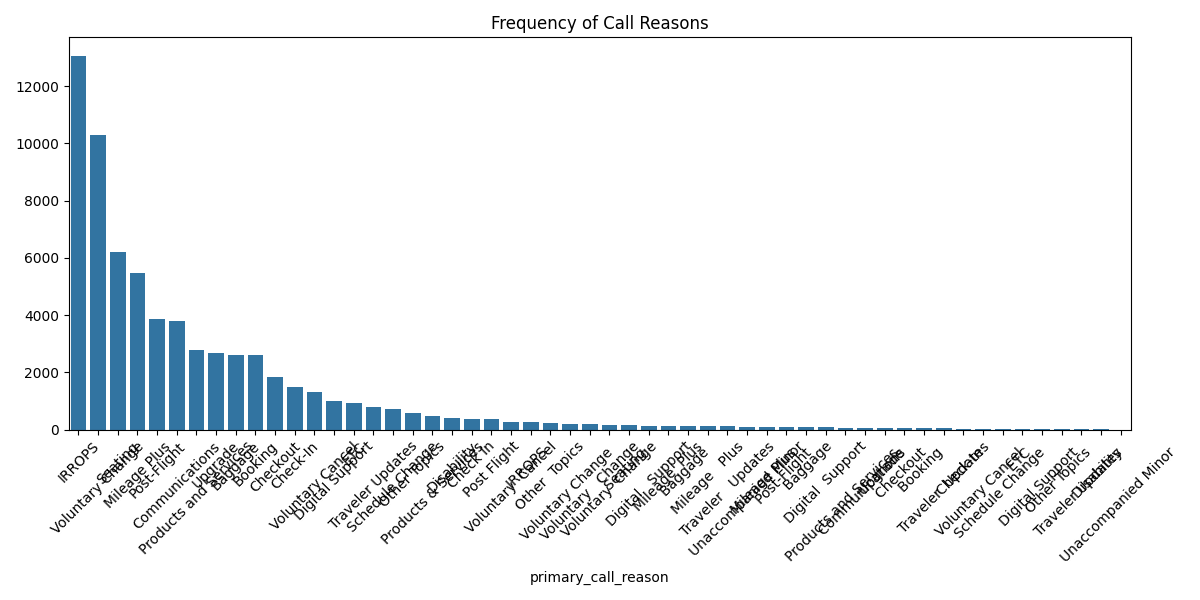 Frequency of Call Reasons
12000
10000
8000
6000
4000
2000
0
IRROPS
Voluntary Change
Seating
Mileage Plus
Post-Flight
Communications
Products and Services
Upgrade
Baggage
Booking
Checkout
Check-In
Voluntary Cancel
Digital Support
Traveler Updates
Schedule Change
Other Topics
Products & Services
Disability
Check In
Post Flight
Voluntary Cancel
IRROPS
Other  Topics
Voluntary Change
Voluntary   Change
Voluntary Change
Seating
Digital   Support
Mileage Plus
Baggage
Mileage   Plus
Traveler   Updates
Unaccompanied Minor
Mileage Plus
Post-Flight
Baggage
Digital  Support
Products and Services
Communications
Upgrade
Checkout
Booking
Traveler Updates
Checkout
Voluntary Cancel
Schedule Change
ETC
Digital Support
Other Topics
Traveler Updates
Disability
Unaccompanied Minor
primary_call_reason